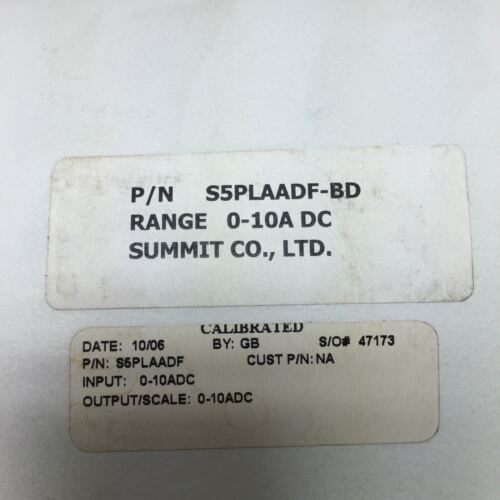 P/N S5PLAADF-BD
RANGE 0-10A DC
SUMMIT CO., LTD.
CALIBRATED
DATE: 10/06 BY: GB S/O# 47173
P/N: S5PLAADF CUST P/N: NA
INPUT: 0-10ADC
OUTPUT/SCALE: 0-10ADC